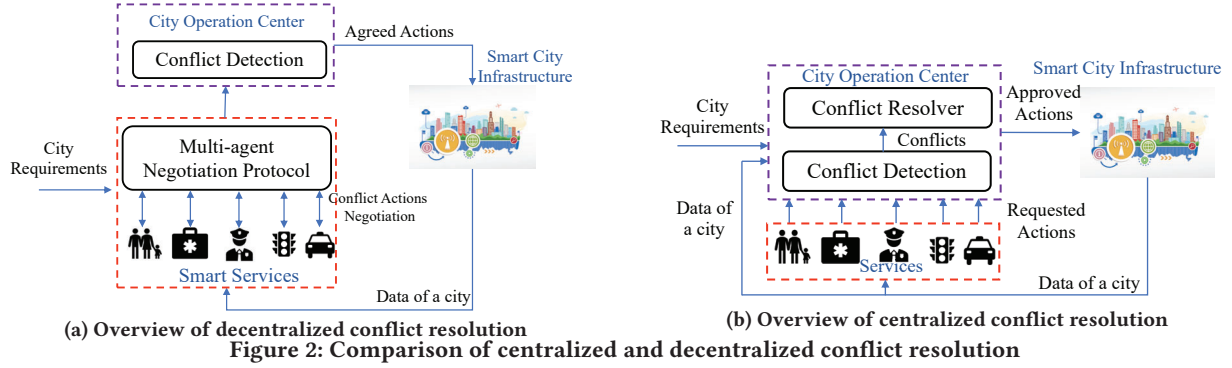 City Operation Center
Conflict Detection
Agreed Actions
Smart City
Infrastructure
City
Requirements
Multi-agent
Negotiation Protocol
Conflict Actions
Negotiation
Smart Services
Data of a city
(a) Overview of decentralized conflict resolution
City Operation Center
Smart City Infrastructure
City
Requirements
Conflict Resolver
Approved
Actions
Conflicts
Conflict Detection
Data of
a city
Requested
Actions
Services
Data of a city
(b) Overview of centralized conflict resolution
Figure 2: Comparison of centralized and decentralized conflict resolution